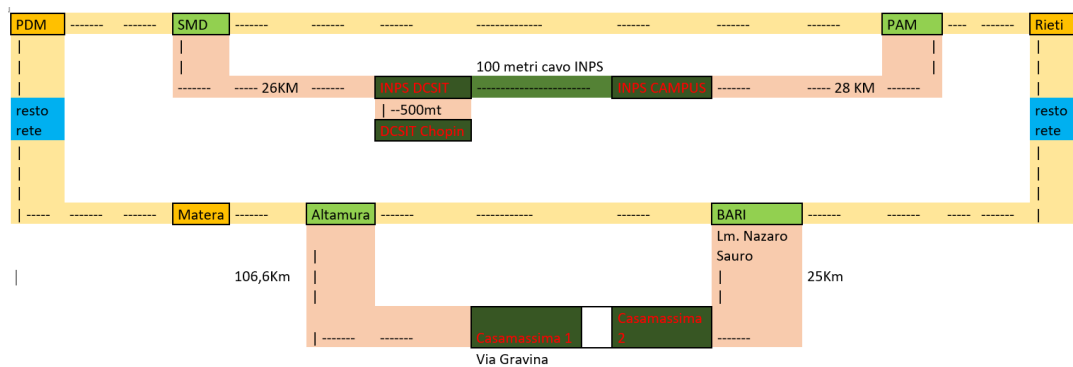 PDM ------- ------- SMD ------- ------- ------------- ------- ------- ------- PAM ---- ---- Rieti
100 metri cavo INPS
------- ----- 26KM ------- INPS DCSIT ------------------------ INPS CAMPUS ------- ----- 28 KM -------
resto
rete
| --500mt
resto
rete
DCSIT Chopin
| ----- ------- Matera ------- Altamura ------- ------------- ------- BARI ------- ------- ----- -------
Lm. Nazaro
Sauro
106,6Km
25Km
| ------- ------- Casamassima 1
Casamassima
2
-------
Via Gravina